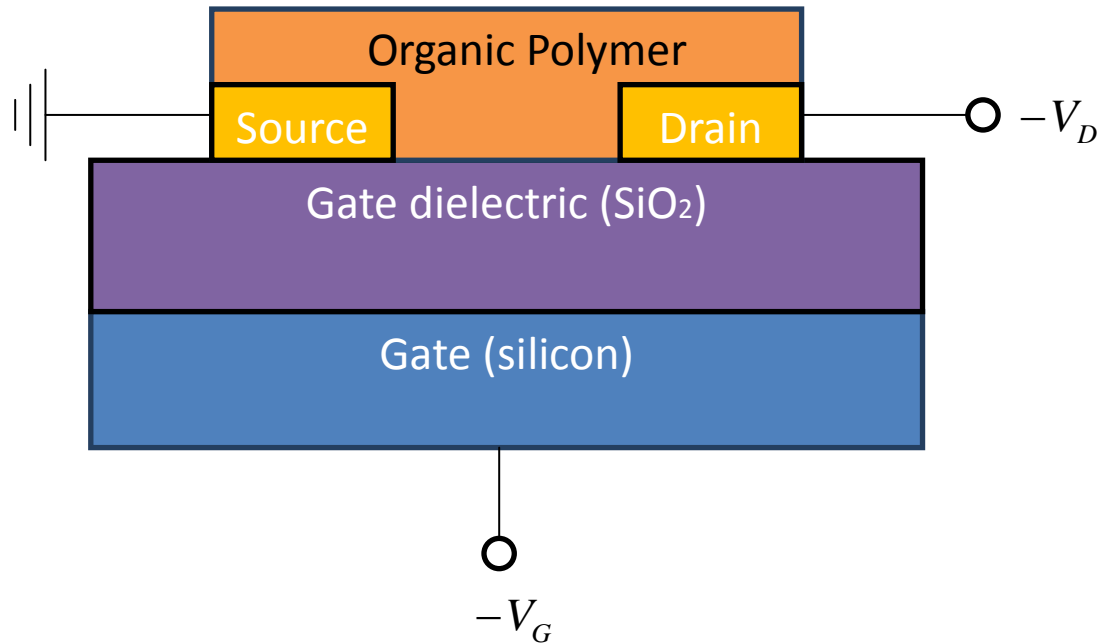 Organic Polymer
Source
Drain
−V_D
Gate dielectric (SiO₂)
Gate (silicon)
−V_G